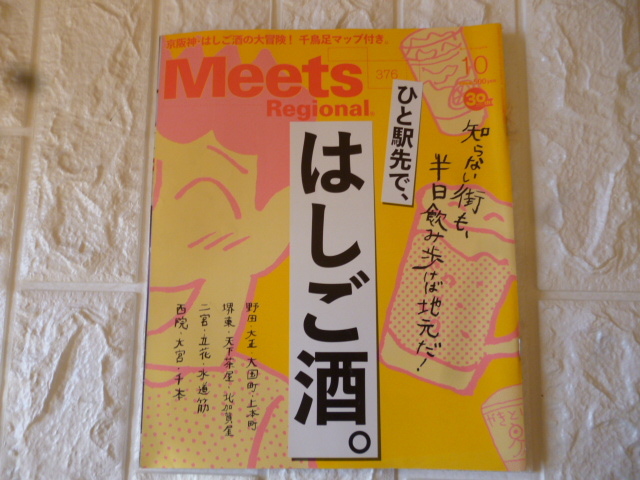 京阪神・はしご酒の大冒険！ 千鳥足マップ付き。
Meets
Regional.
376
10
30
ひと駅先で、
はしご酒。
知らない街も、
半日飲み歩けば地元だ！
野田 大正 大国町・上本町
堺東・天下茶屋・北加賀屋
二宮・立花 水道筋
西院・大宮・千本